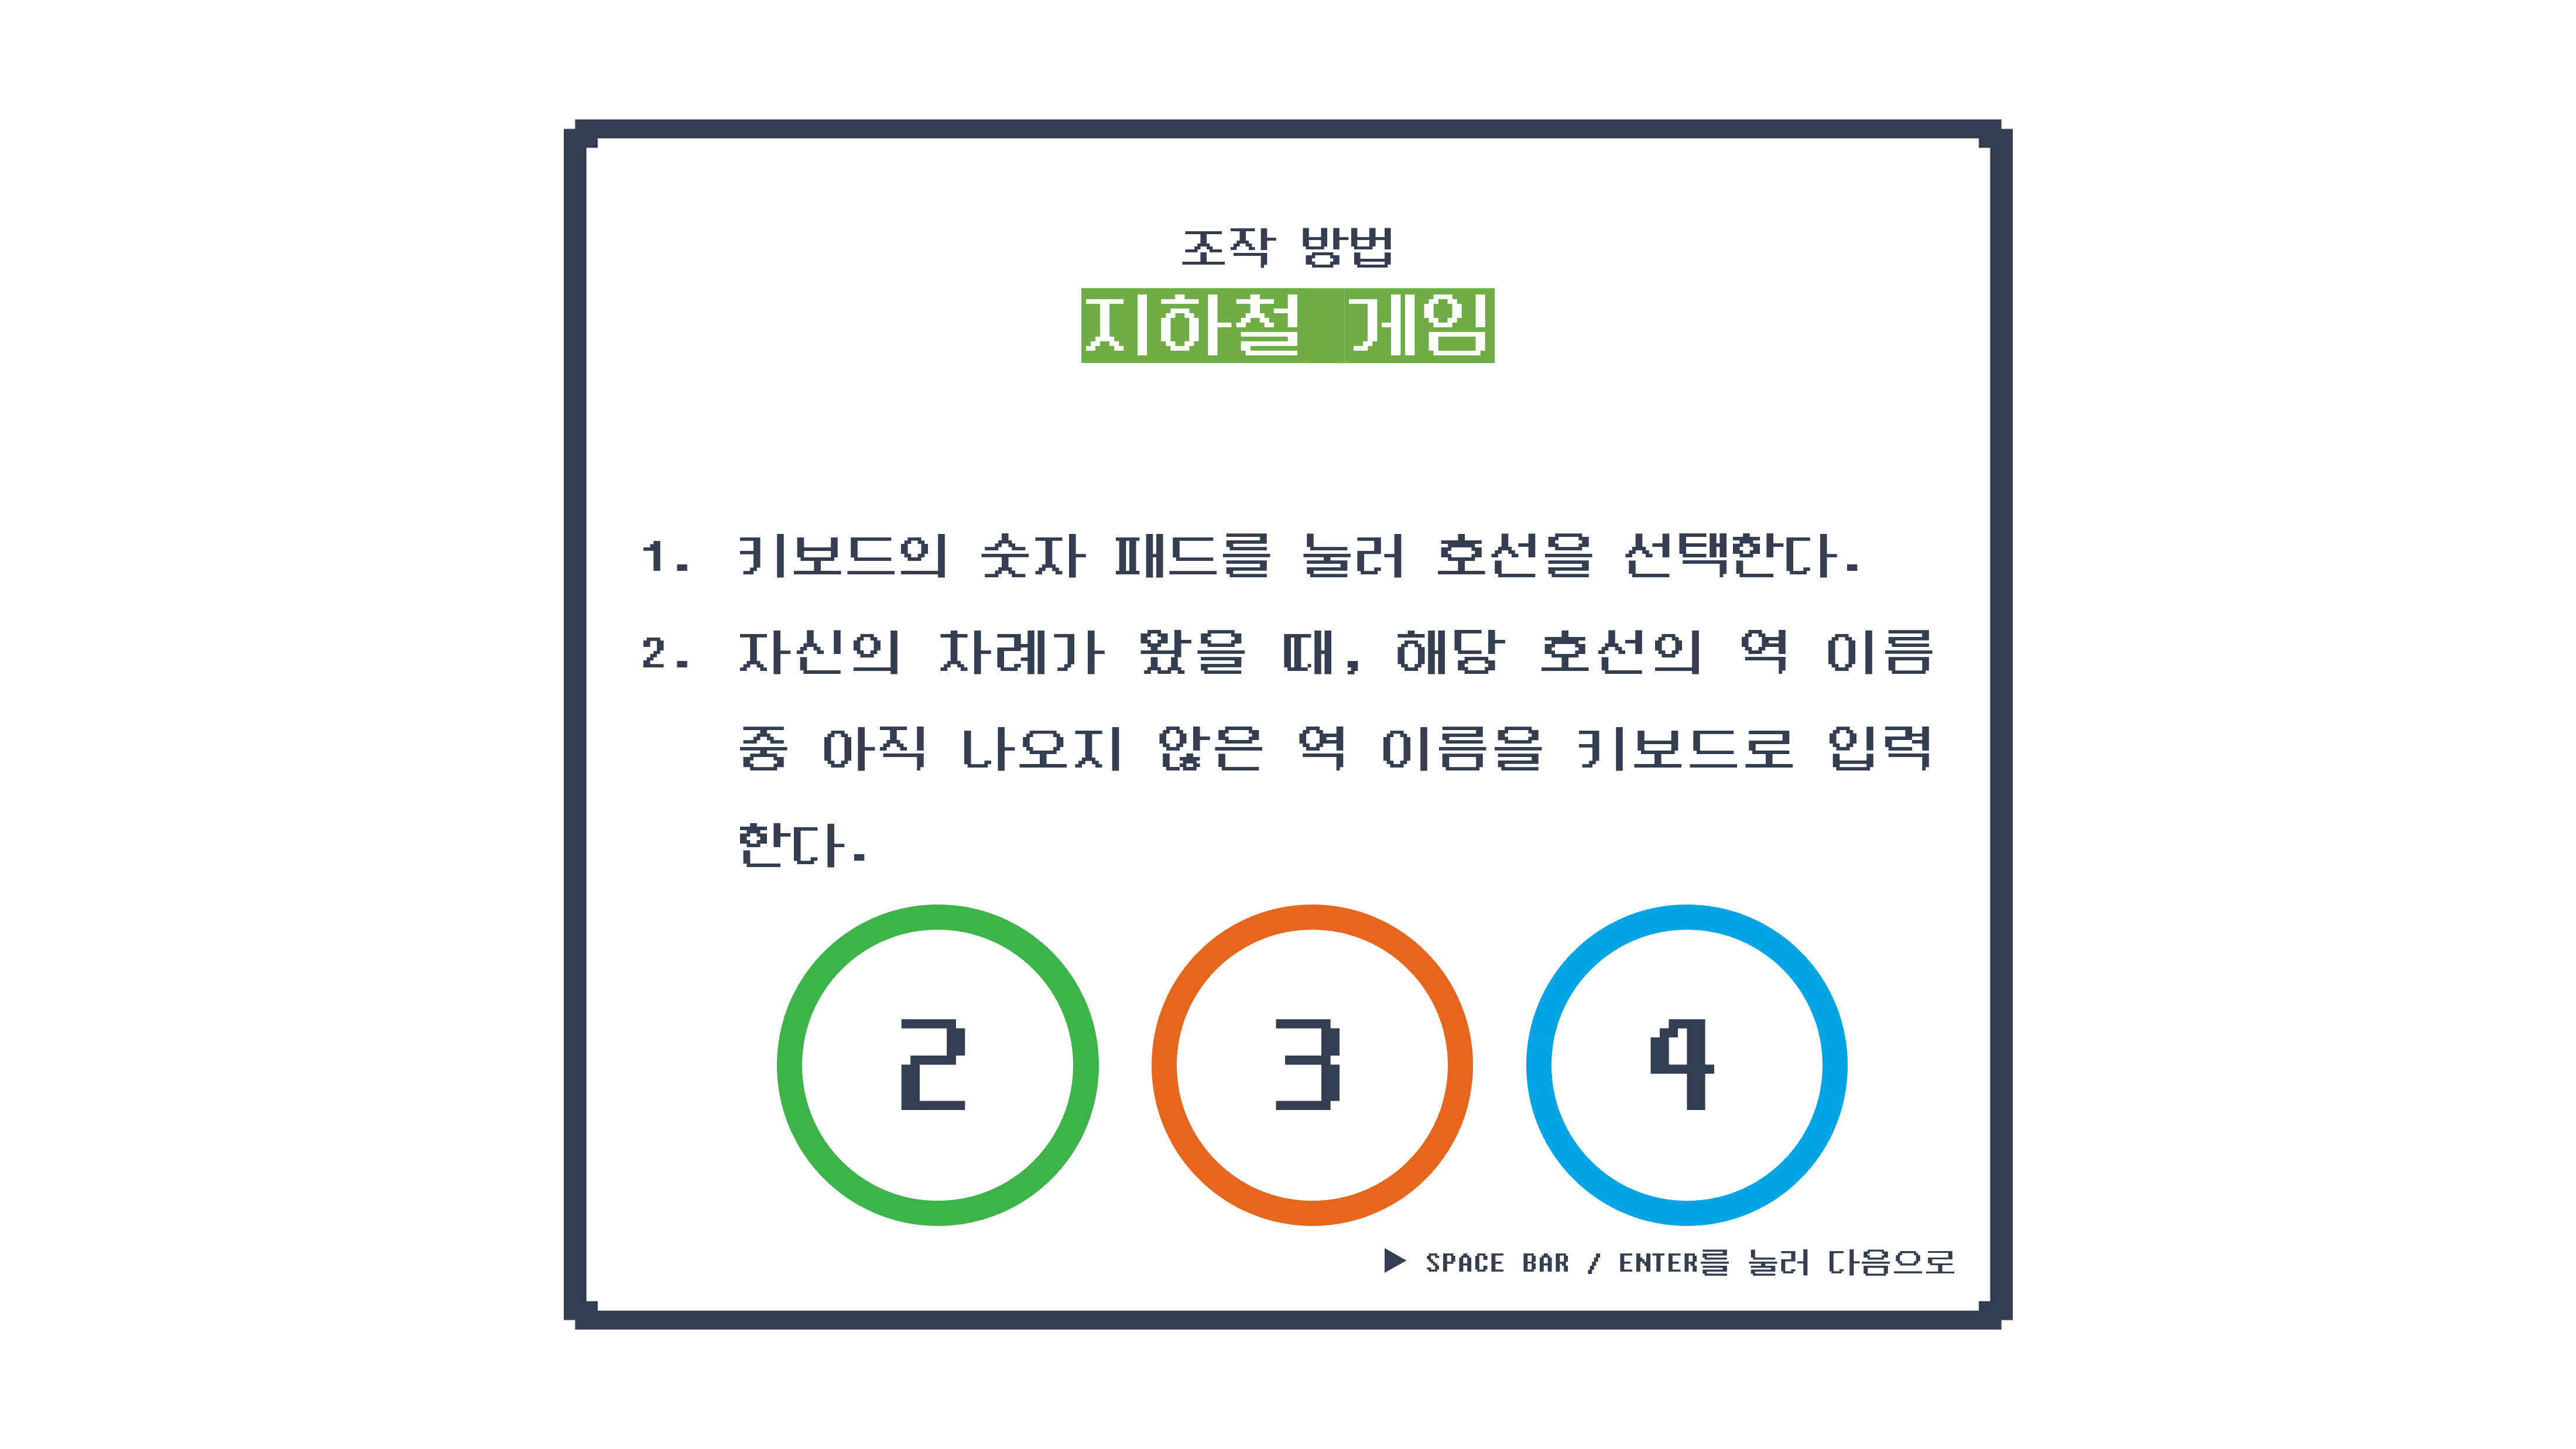 조작 방법
지하철 게임
1. 키보드의 숫자 패드를 눌러 호선을 선택한다.
2. 자신의 차례가 왔을 때, 해당 호선의 역 이름
중 아직 나오지 않은 역 이름을 키보드로 입력
한다.
2 3 4
▶ SPACE BAR / ENTER를 눌러 다음으로